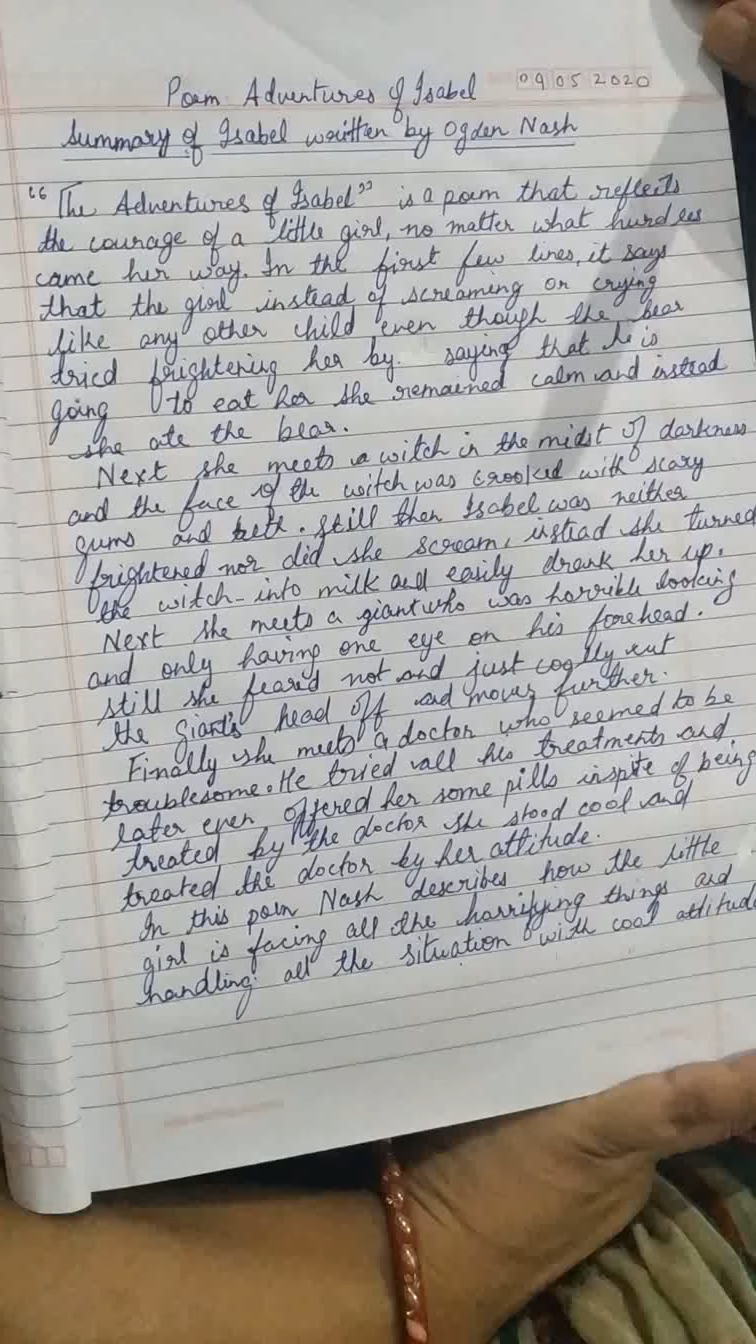 09052020
Poem Adventures of Isabel
Summary of Isabel written by Ogden Nash
"The Adventures of Isabel" is a poem that reflects
the courage of a little girl, no matter what hurdles
came her way. In the first few lines, it says
that the girl instead of screaming or crying
like any other child even though the bear
tried frightening her by saying that he is
going to eat her she remained calm and instead
she ate the bear.
Next she meets a witch in the midst of darkness
and the face of the witch was crooked with scary
gums and teeth. Still then Isabel was neither
frightened nor did she scream, instead she turned
the witch into milk and easily drank her up.
Next she meets a giant who was horrible looking
and only having one eye on his forehead.
still she feared not and just coolly cut
the giant's head off and moves further.
Finally she meets a doctor who seemed to be
troublesome. He tried all his treatments and
later even offered her some pills inspite of being
treated by the doctor she stood cool and
treated the doctor by her attitude.
In this poem Nash describes how the little
girl is facing all the horrifying things and
handling all the situation with cool attitude